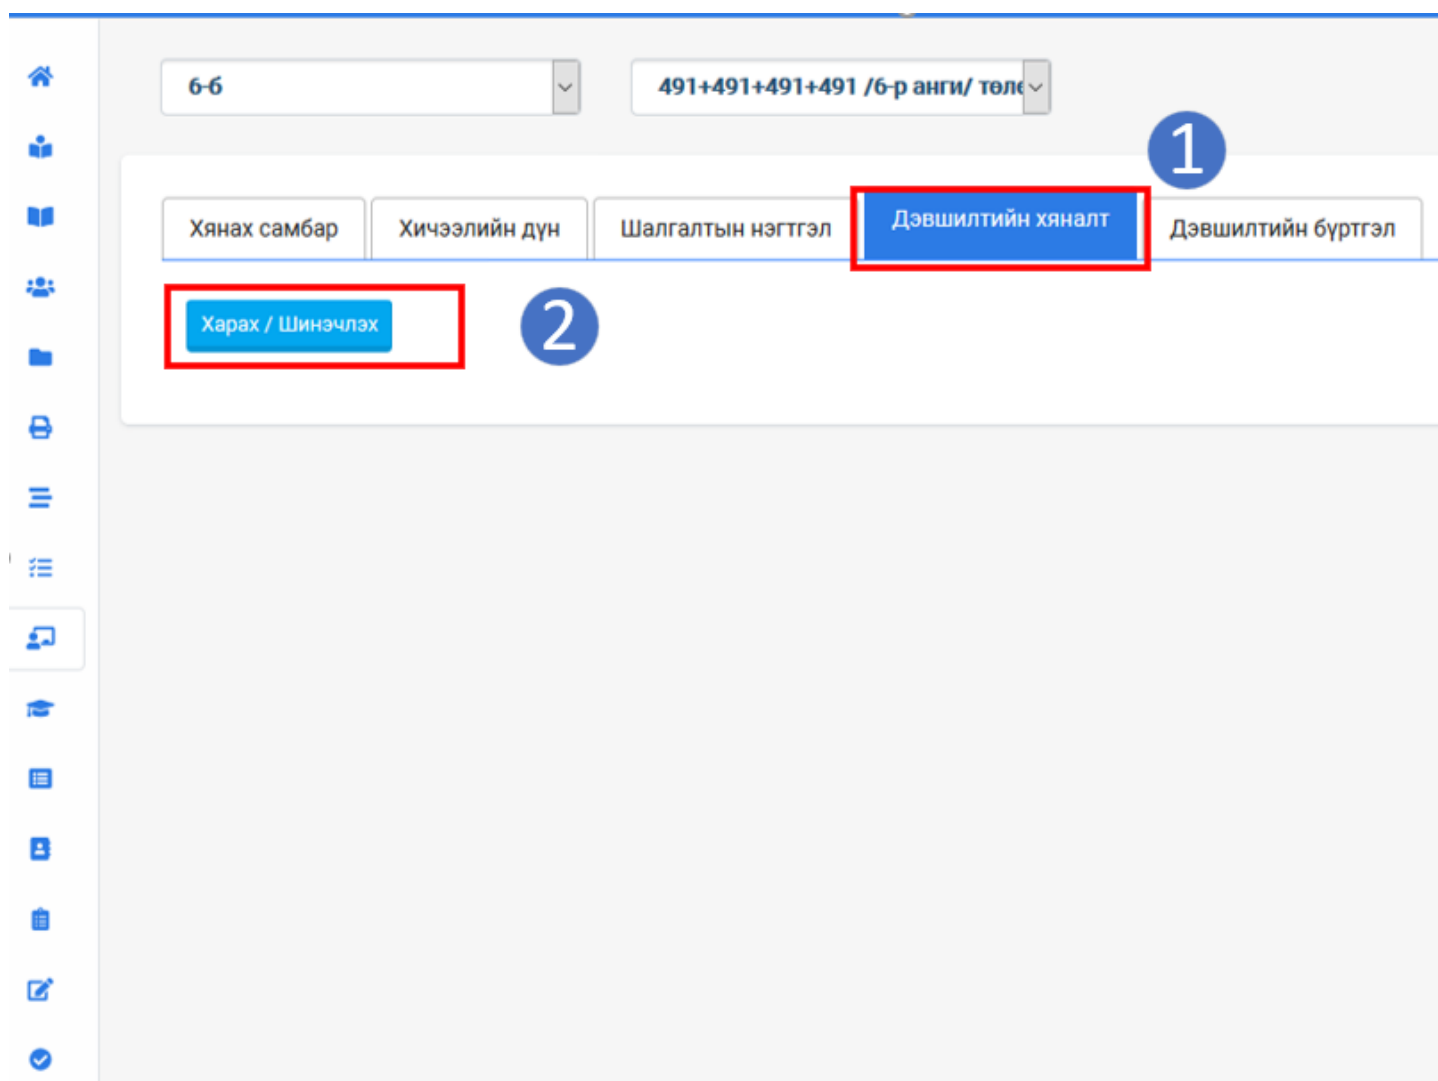 6-б
491+491+491+491 /6-р анги/
1
Хянах самбар
Хичээлийн дүн
Шалгалтын нэгтгэл
Дэвшилтийн хяналт
Дэвшилтийн бүртгэл
Харах / Шинэчлэх
2